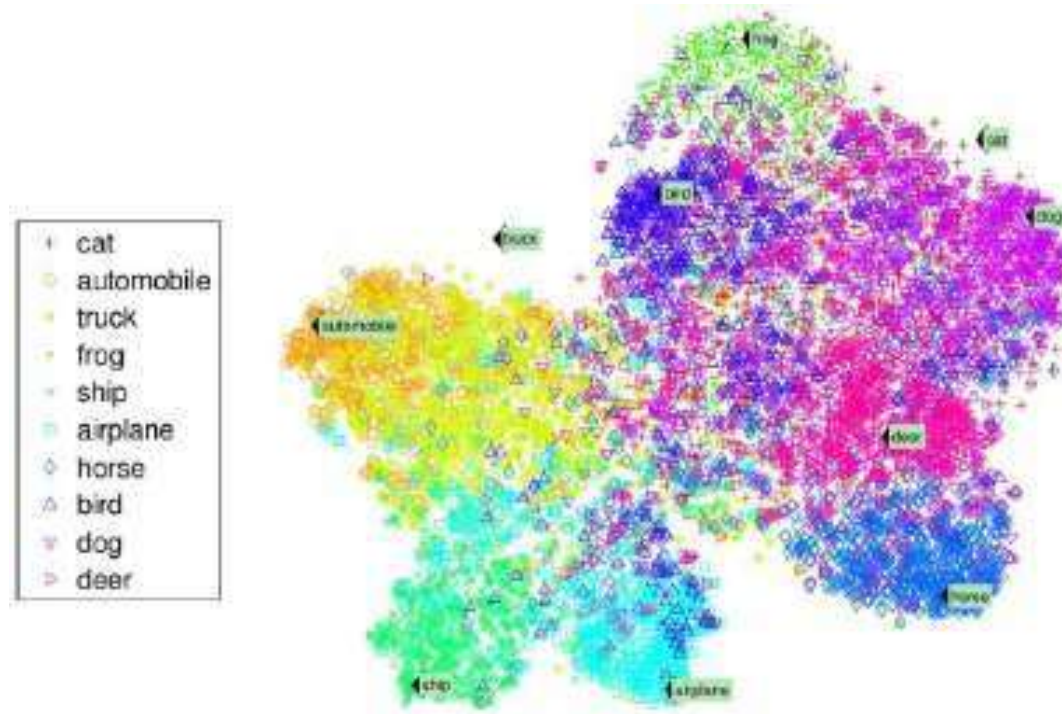 cat
automobile
truck
frog
ship
airplane
horse
bird
dog
deer
frog
cat
bird
dog
truck
automobile
deer
horse
ship
airplane